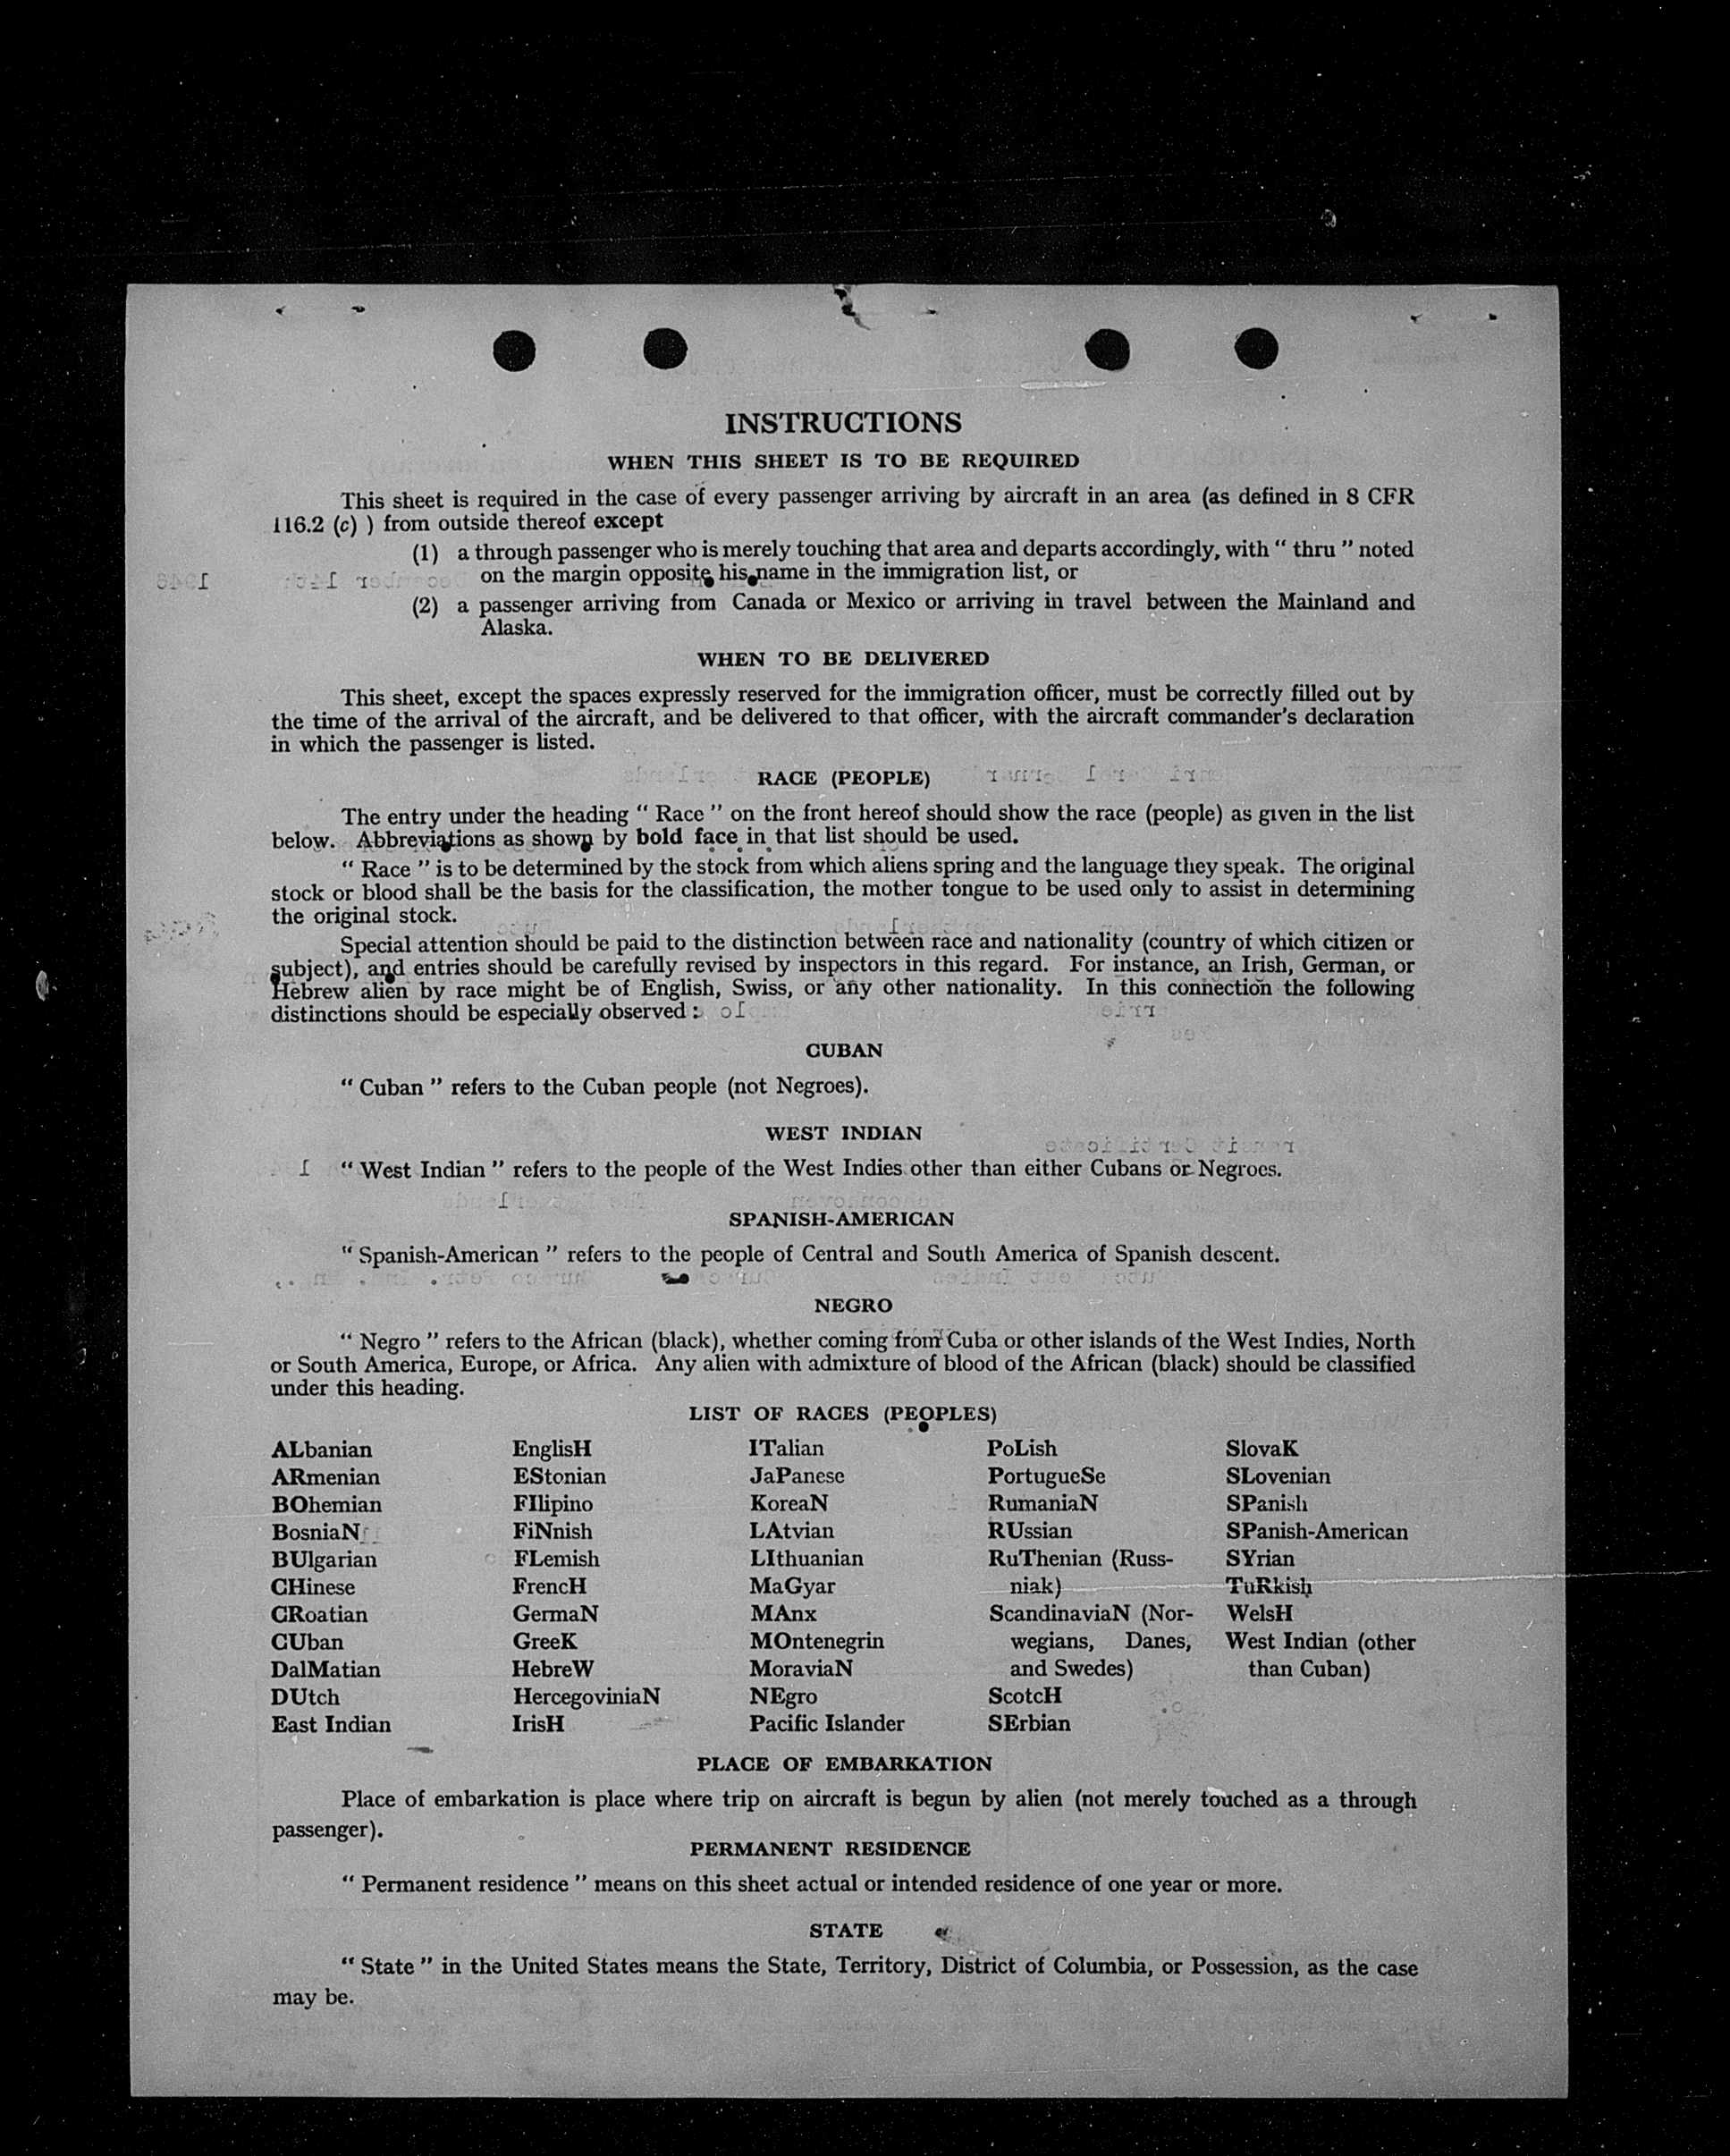 INSTRUCTIONS
WHEN THIS SHEET IS TO BE REQUIRED
This sheet is required in the case of every passenger arriving by aircraft in an area (as defined in 8 CFR
116.2 (c) ) from outside thereof except
(1) a through passenger who is merely touching that area and departs accordingly, with “ thru ” noted
on the margin opposite his name in the immigration list, or
(2) a passenger arriving from Canada or Mexico or arriving in travel between the Mainland and
Alaska.
WHEN TO BE DELIVERED
This sheet, except the spaces expressly reserved for the immigration officer, must be correctly filled out by
the time of the arrival of the aircraft, and be delivered to that officer, with the aircraft commander's declaration
in which the passenger is listed.
RACE (PEOPLE)
The entry under the heading “ Race ” on the front hereof should show the race (people) as given in the list
below. Abbreviations as shown by bold face in that list should be used.
“ Race ” is to be determined by the stock from which aliens spring and the language they speak. The original
stock or blood shall be the basis for the classification, the mother tongue to be used only to assist in determining
the original stock.
Special attention should be paid to the distinction between race and nationality (country of which citizen or
subject), and entries should be carefully revised by inspectors in this regard. For instance, an Irish, German, or
Hebrew alien by race might be of English, Swiss, or any other nationality. In this connection the following
distinctions should be especially observed :
CUBAN
“ Cuban ” refers to the Cuban people (not Negroes).
WEST INDIAN
“ West Indian ” refers to the people of the West Indies other than either Cubans or Negroes.
SPANISH-AMERICAN
“ Spanish-American ” refers to the people of Central and South America of Spanish descent.
NEGRO
“ Negro ” refers to the African (black), whether coming from Cuba or other islands of the West Indies, North
or South America, Europe, or Africa. Any alien with admixture of blood of the African (black) should be classified
under this heading.
LIST OF RACES (PEOPLES)
ALbanian EnglisH ITalian PoLish SlovaK
ARmenian EStonian JaPanese PortugueSe SLovenian
BOhemian FIlipino KoreaN RumaniaN SPanish
BosniaN FiNnish LAtvian RUssian SPanish-American
BUlgarian FLemish LIthuanian RuThenian (Russ- SYrian
CHinese FrencH MaGyar niak) TuRkish
CRoatian GermaN MAnx ScandinaviaN (Nor- WelsH
CUban GreeK MOntenegrin wegians, Danes, West Indian (other
DalMatian HebreW MoraviaN and Swedes) than Cuban)
DUtch HercegoviniaN NEgro ScotcH
East Indian IrisH Pacific Islander SErbian
PLACE OF EMBARKATION
Place of embarkation is place where trip on aircraft is begun by alien (not merely touched as a through
passenger).
PERMANENT RESIDENCE
“ Permanent residence ” means on this sheet actual or intended residence of one year or more.
STATE
“ State ” in the United States means the State, Territory, District of Columbia, or Possession, as the case
may be.